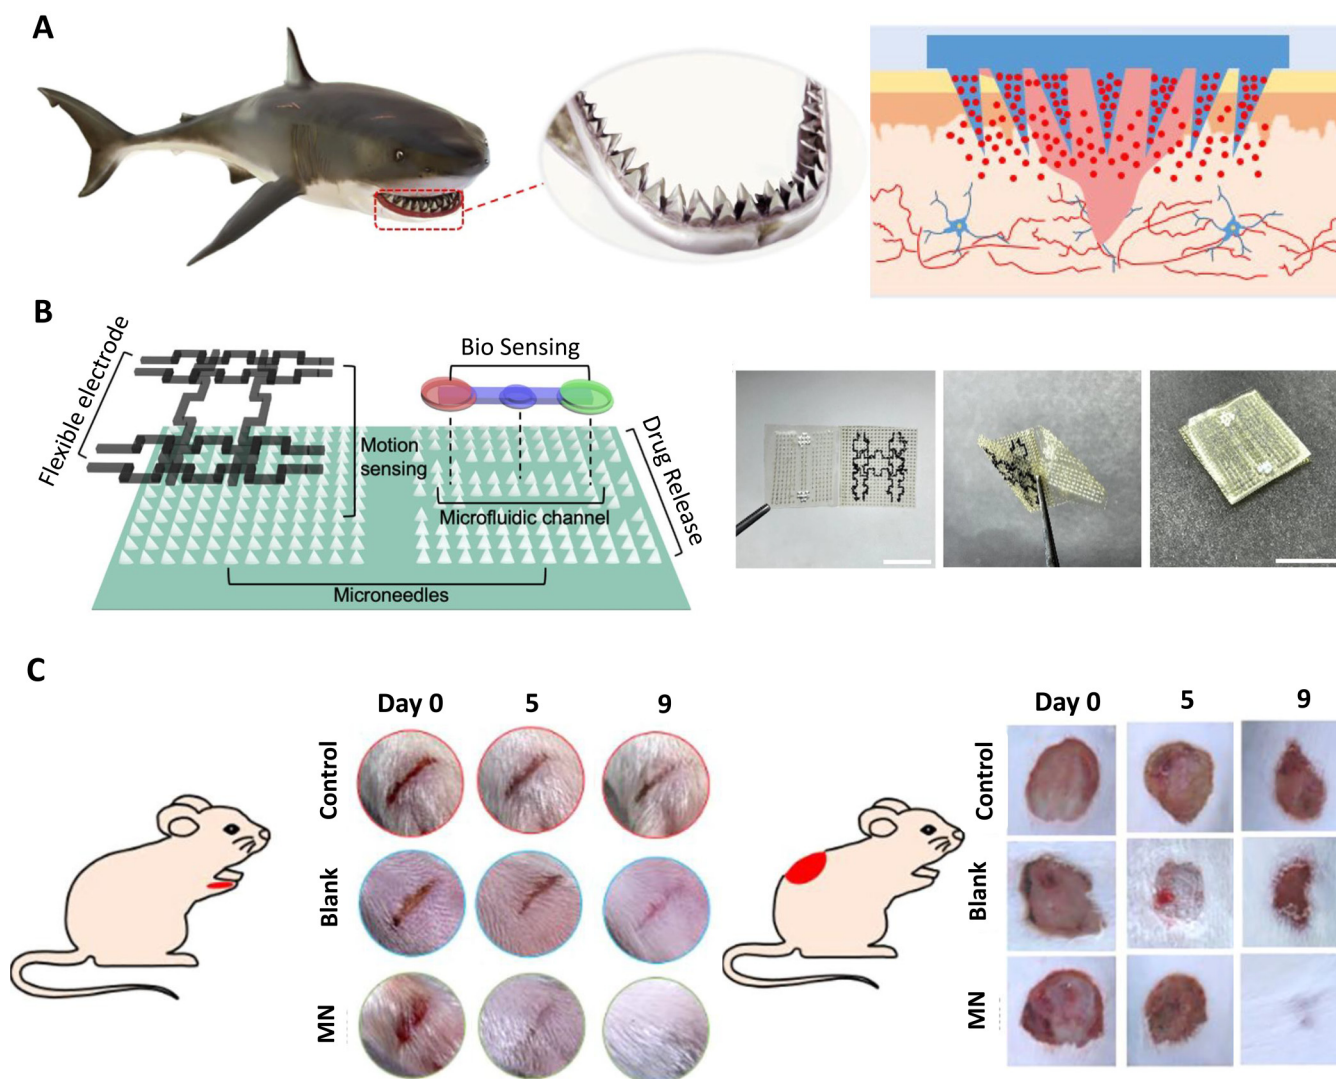 A
B
Flexible electrode
Motion
sensing
Bio Sensing
Microfluidic channel
Drug Release
Microneedles
C
Day 0 5 9
Control
Blank
MN
Day 0 5 9
Control
Blank
MN